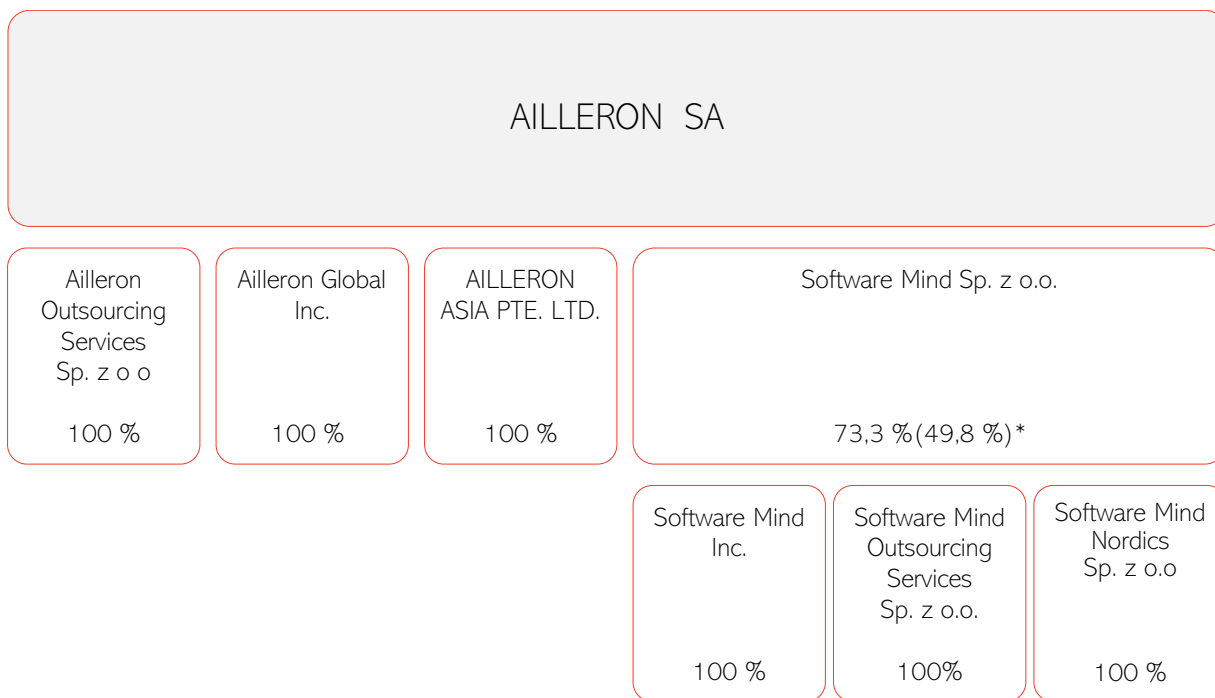 AILLERON SA
Ailleron
Outsourcing
Services
Sp. z o o
100 %
Ailleron Global
Inc.
100 %
AILLERON
ASIA PTE. LTD.
100 %
Software Mind Sp. z o.o.
73,3 %(49,8 %)*
Software Mind
Inc.
100 %
Software Mind
Outsourcing
Services
Sp. z o.o.
100%
Software Mind
Nordics
Sp. z o.o
100 %